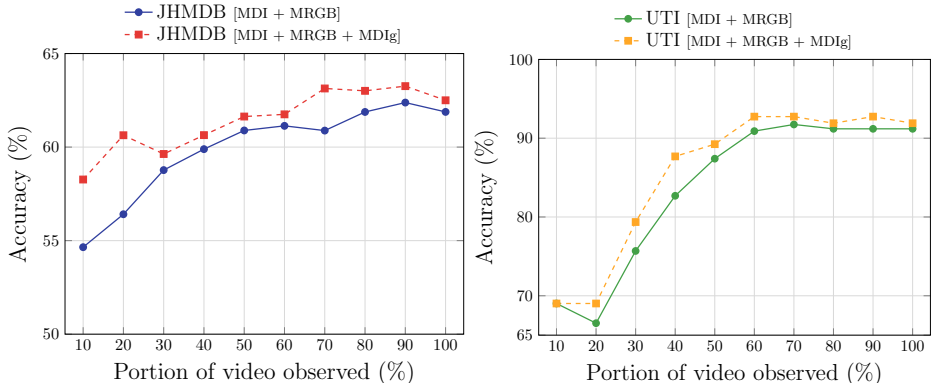 JHMDB [MDI + MRGB]
JHMDB [MDI + MRGB + MDIg]
65
60
55
50
Accuracy (%)
10 20 30 40 50 60 70 80 90 100
Portion of video observed (%)
UTI [MDI + MRGB]
UTI [MDI + MRGB + MDIg]
100
90
80
70
65
Accuracy (%)
10 20 30 40 50 60 70 80 90 100
Portion of video observed (%)